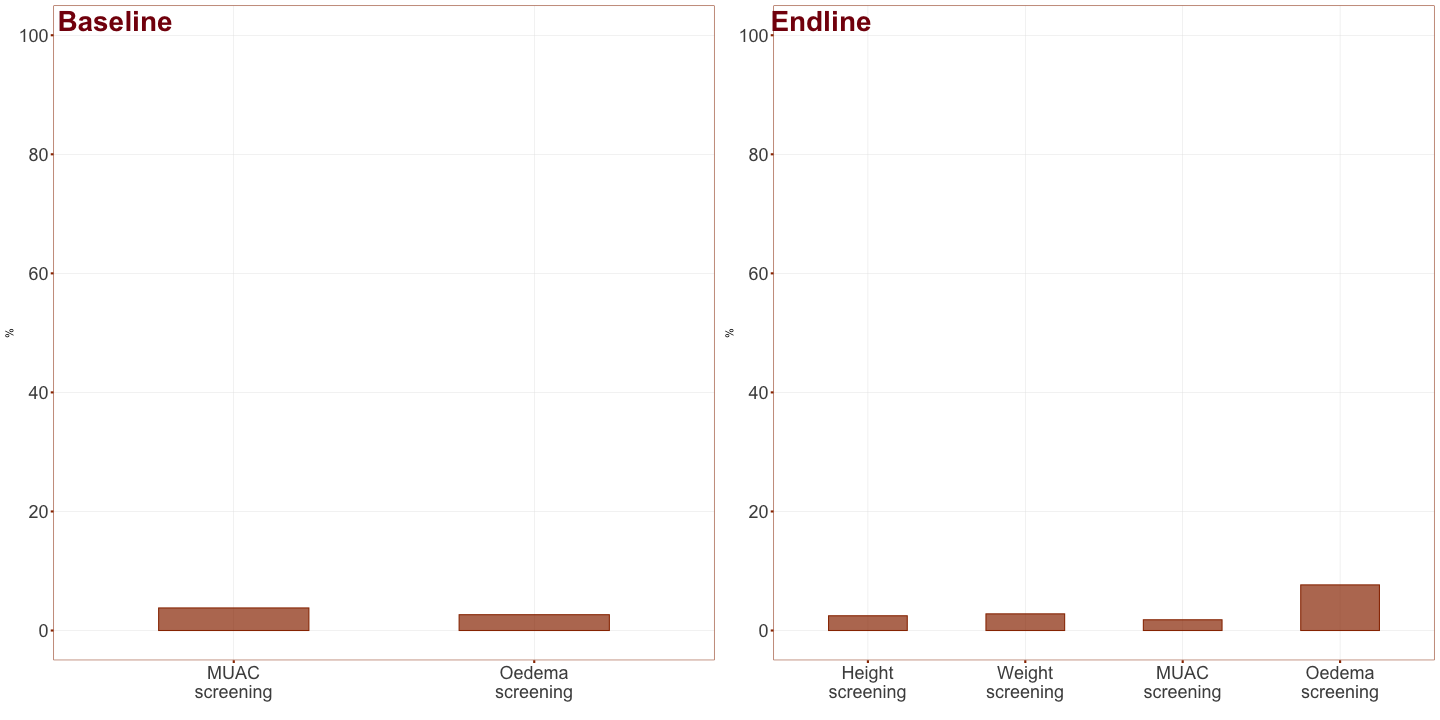 Baseline
100
80
60
40
20
0
%
MUAC
screening
Oedema
screening
Endline
100
80
60
40
20
0
%
Height
screening
Weight
screening
MUAC
screening
Oedema
screening